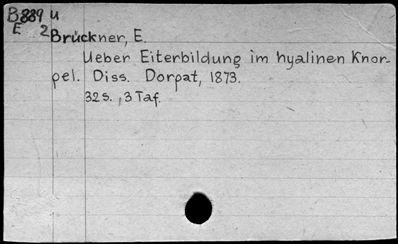 B889 u
E 2
Brückner, E.
Ueber Eiterbildung im hyalinen Knor-
pel. Diss. Dorpat, 1873.
32 s., 3 Taf.